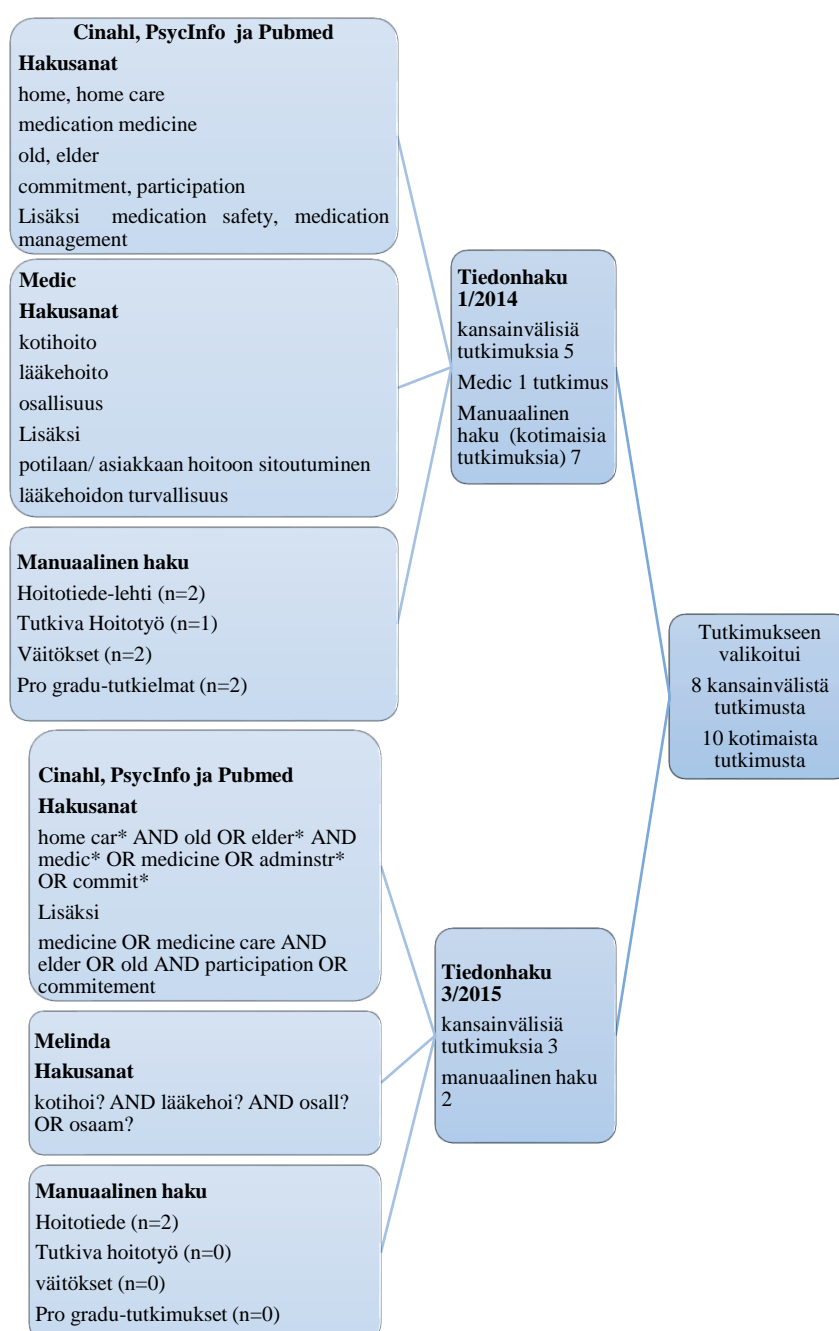 Cinahl, PsycInfo ja Pubmed
Hakusanat
home, home care
medication medicine
old, elder
commitment, participation
Lisäksi medication safety, medication
management
Medic
Hakusanat
kotihoito
lääkehoito
osallisuus
Lisäksi
potilaan/ asiakkaan hoitoon sitoutuminen
lääkehoidon turvallisuus
Manuaalinen haku
Hoitotiede-lehti (n=2)
Tutkiva Hoitotyö (n=1)
Väitökset (n=2)
Pro gradu-tutkielmat (n=2)
Tiedonhaku
1/2014
kansainvälisiä
tutkimuksia 5
Medic 1 tutkimus
Manuaalinen
haku (kotimaisia
tutkimuksia) 7
Cinahl, PsycInfo ja Pubmed
Hakusanat
home car* AND old OR elder* AND
medic* OR medicine OR adminstr*
OR commit*
Lisäksi
medicine OR medicine care AND
elder OR old AND participation OR
commitement
Melinda
Hakusanat
kotihoi? AND lääkehoi? AND osall?
OR osaam?
Manuaalinen haku
Hoitotiede (n=2)
Tutkiva hoitotyö (n=0)
väitökset (n=0)
Pro gradu-tutkimukset (n=0)
Tiedonhaku
3/2015
kansainvälisiä
tutkimuksia 3
manuaalinen haku
2
Tutkimukseen
valikoitui
8 kansainvälistä
tutkimusta
10 kotimaista
tutkimusta